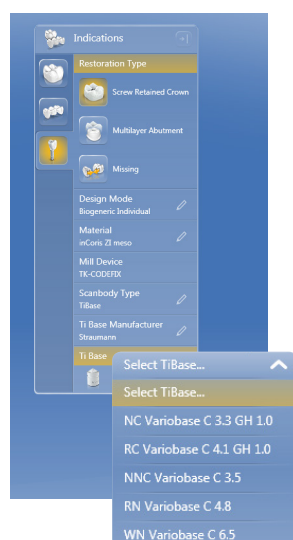 Indications
Restoration Type
Screw Retained Crown
Multilayer Abutment
Missing
Design Mode
Biogeneric Individual
Material
inCoris ZI meso
Mill Device
TK-CODEFIX
Scanbody Type
TiBase
Ti Base Manufacturer
Straumann
Ti Base
Select TiBase...
Select TiBase...
NC Variobase C 3.3 GH 1.0
RC Variobase C 4.1 GH 1.0
NNC Variobase C 3.5
RN Variobase C 4.8
WN Variobase C 6.5